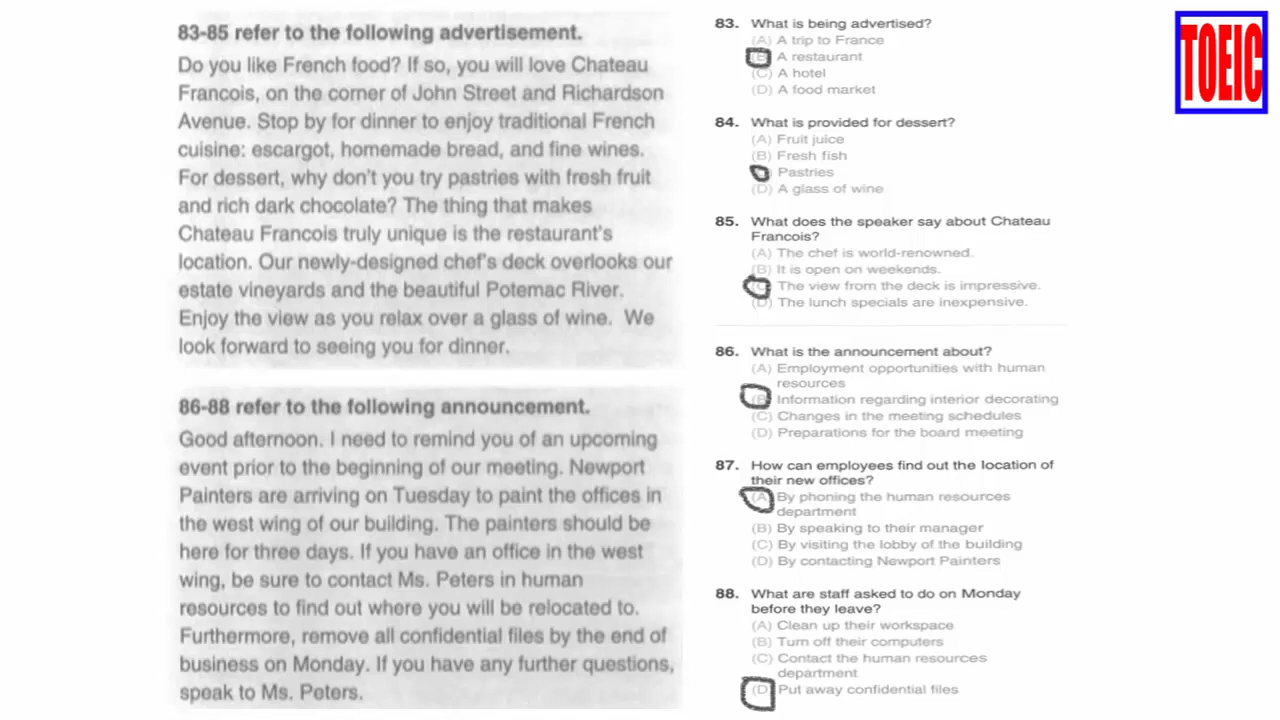 83-85 refer to the following advertisement.
Do you like French food? If so, you will love Chateau
Francois, on the corner of John Street and Richardson
Avenue. Stop by for dinner to enjoy traditional French
cuisine: escargot, homemade bread, and fine wines.
For dessert, why don't you try pastries with fresh fruit
and rich dark chocolate? The thing that makes
Chateau Francois truly unique is the restaurant's
location. Our newly-designed chef's deck overlooks our
estate vineyards and the beautiful Potemac River.
Enjoy the view as you relax over a glass of wine. We
look forward to seeing you for dinner.
86-88 refer to the following announcement.
Good afternoon. I need to remind you of an upcoming
event prior to the beginning of our meeting. Newport
Painters are arriving on Tuesday to paint the offices in
the west wing of our building. The painters should be
here for three days. If you have an office in the west
wing, be sure to contact Ms. Peters in human
resources to find out where you will be relocated to.
Furthermore, remove all confidential files by the end of
business on Monday. If you have any further questions,
speak to Ms. Peters.
83. What is being advertised?
(A) A trip to France
(B) A restaurant
(C) A hotel
(D) A food market
84. What is provided for dessert?
(A) Fruit juice
(B) Fresh fish
Pastries
(D) A glass of wine
85. What does the speaker say about Chateau
Francois?
(A) The chef is world-renowned.
(B) It is open on weekends.
(C) The view from the deck is impressive.
(D) The lunch specials are inexpensive.
86. What is the announcement about?
(A) Employment opportunities with human
resources
(B) Information regarding interior decorating
(C) Changes in the meeting schedules
(D) Preparations for the board meeting
87. How can employees find out the location of
their new offices?
(A) By phoning the human resources
department
(B) By speaking to their manager
(C) By visiting the lobby of the building
(D) By contacting Newport Painters
88. What are staff asked to do on Monday
before they leave?
(A) Clean up their workspace
(B) Turn off their computers
(C) Contact the human resources
department
(D) Put away confidential files
TOEIC